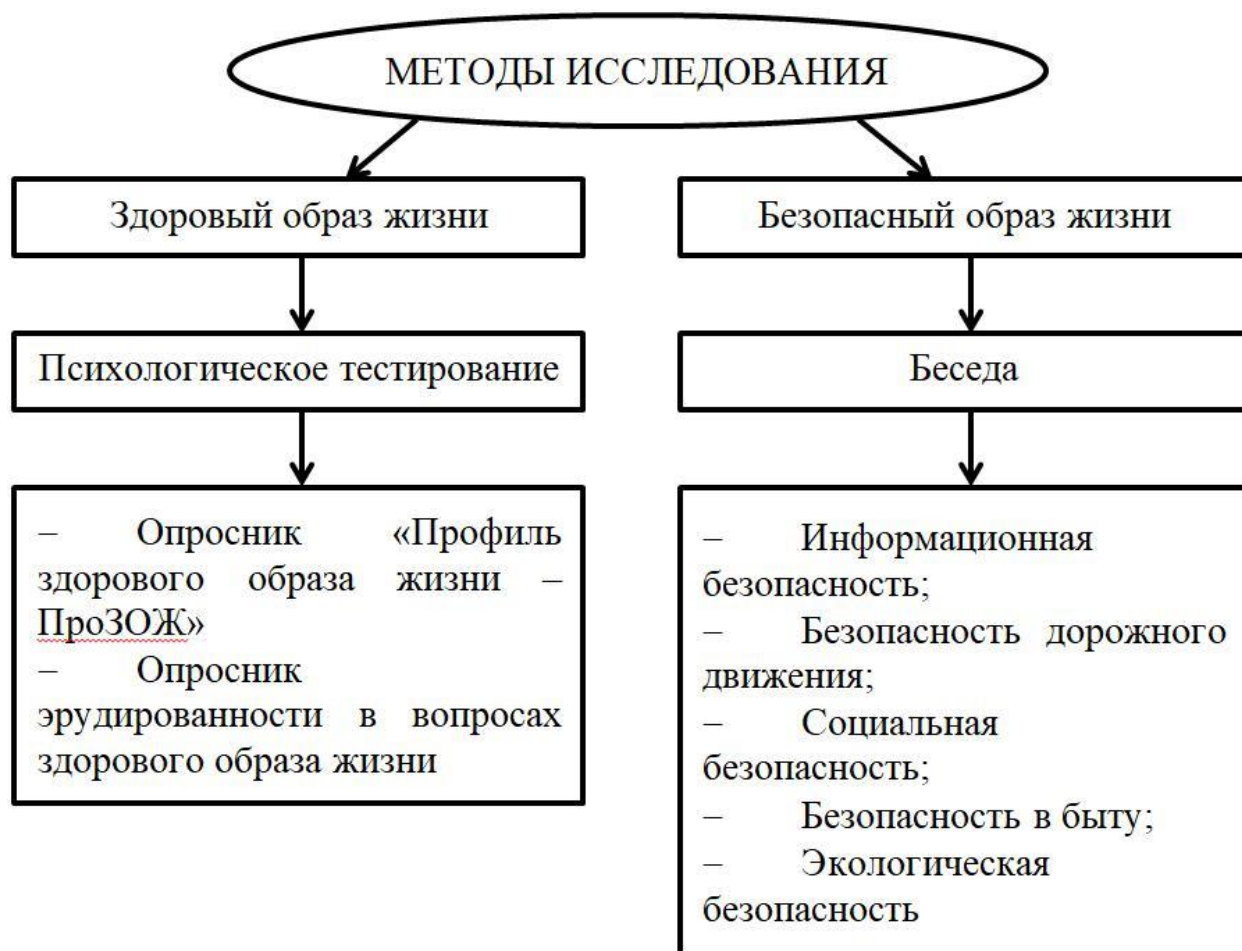 МЕТОДЫ ИССЛЕДОВАНИЯ
Здоровый образ жизни
Безопасный образ жизни
Психологическое тестирование
Беседа
– Опросник «Профиль
здорового образа жизни –
ПроЗОЖ»
– Опросник
эрудированности в вопросах
здорового образа жизни
– Информационная
безопасность;
– Безопасность дорожного
движения;
– Социальная
безопасность;
– Безопасность в быту;
– Экологическая
безопасность